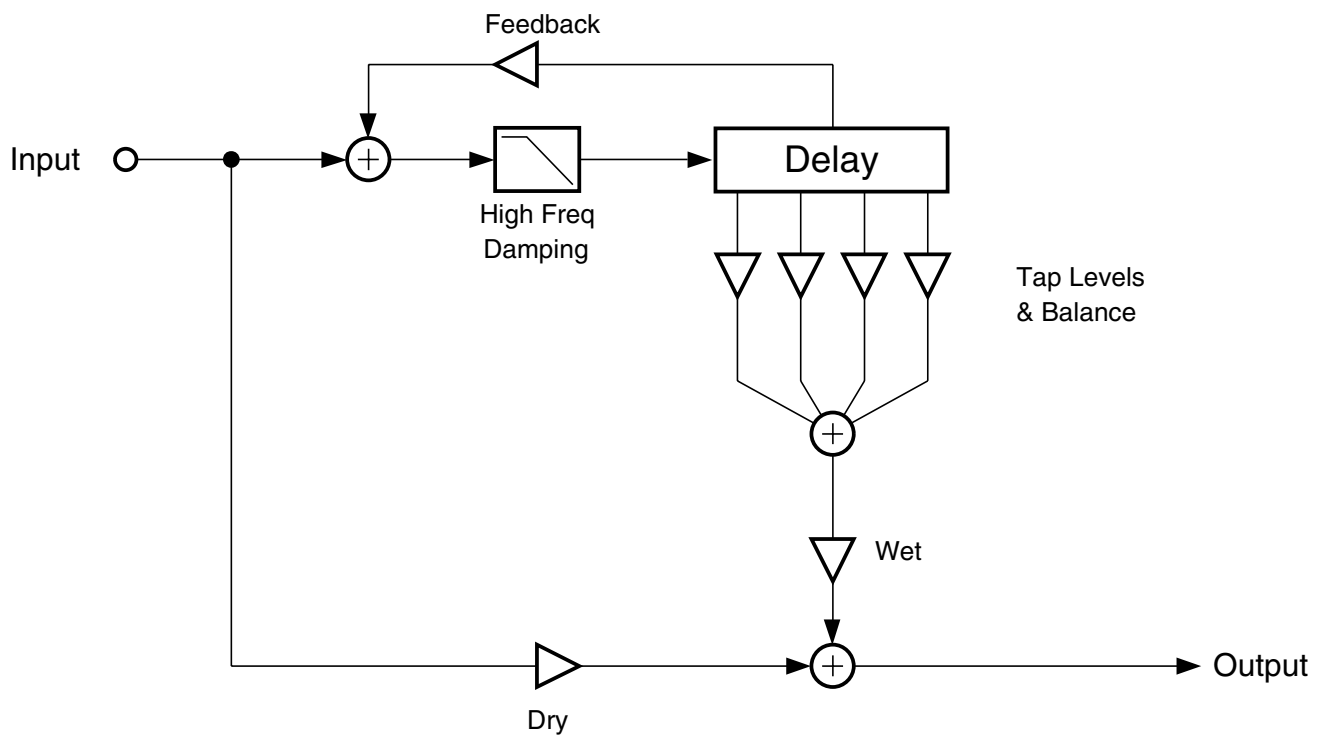 Feedback
Input
Delay
High Freq
Damping
Tap Levels
& Balance
Wet
Output
Dry